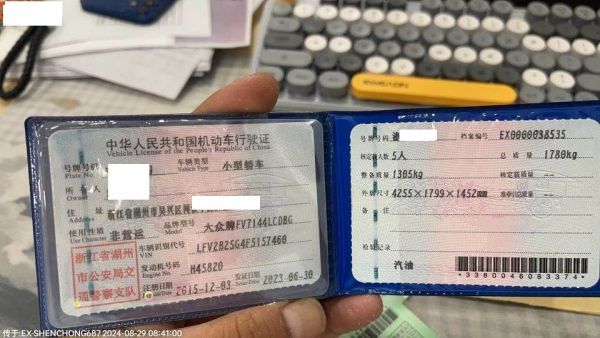 中华人民共和国机动车行驶证
Vehicle License of the People's Republic of China
号牌号码
Plate No.
车辆类型 小型轿车
Vehicle Type
所有人
住址 浙江省湖州市吴兴区
Address
使用性质 非营运
Use Character
品牌型号 大众牌FV7144LCDBG
Model
车辆识别代号 LFV2B25G4F5157460
VIN
发动机号码 M45820
Engine No.
注册日期 2015-12-03
发证日期 2023-06-30
Issue Date
浙江省湖州
市公安局交
通警察支队
号牌号码
档案编号 EX0000038535
核定载人数 5人
总质量 1780kg
整备质量 1305kg
核定载质量 --
外廓尺寸 4255×1799×1452mm
准牵引总质量 --
检验记录
汽油
*3380046083374*
传于:EX-SHENCHONG687 2024-08-29 08:41:00